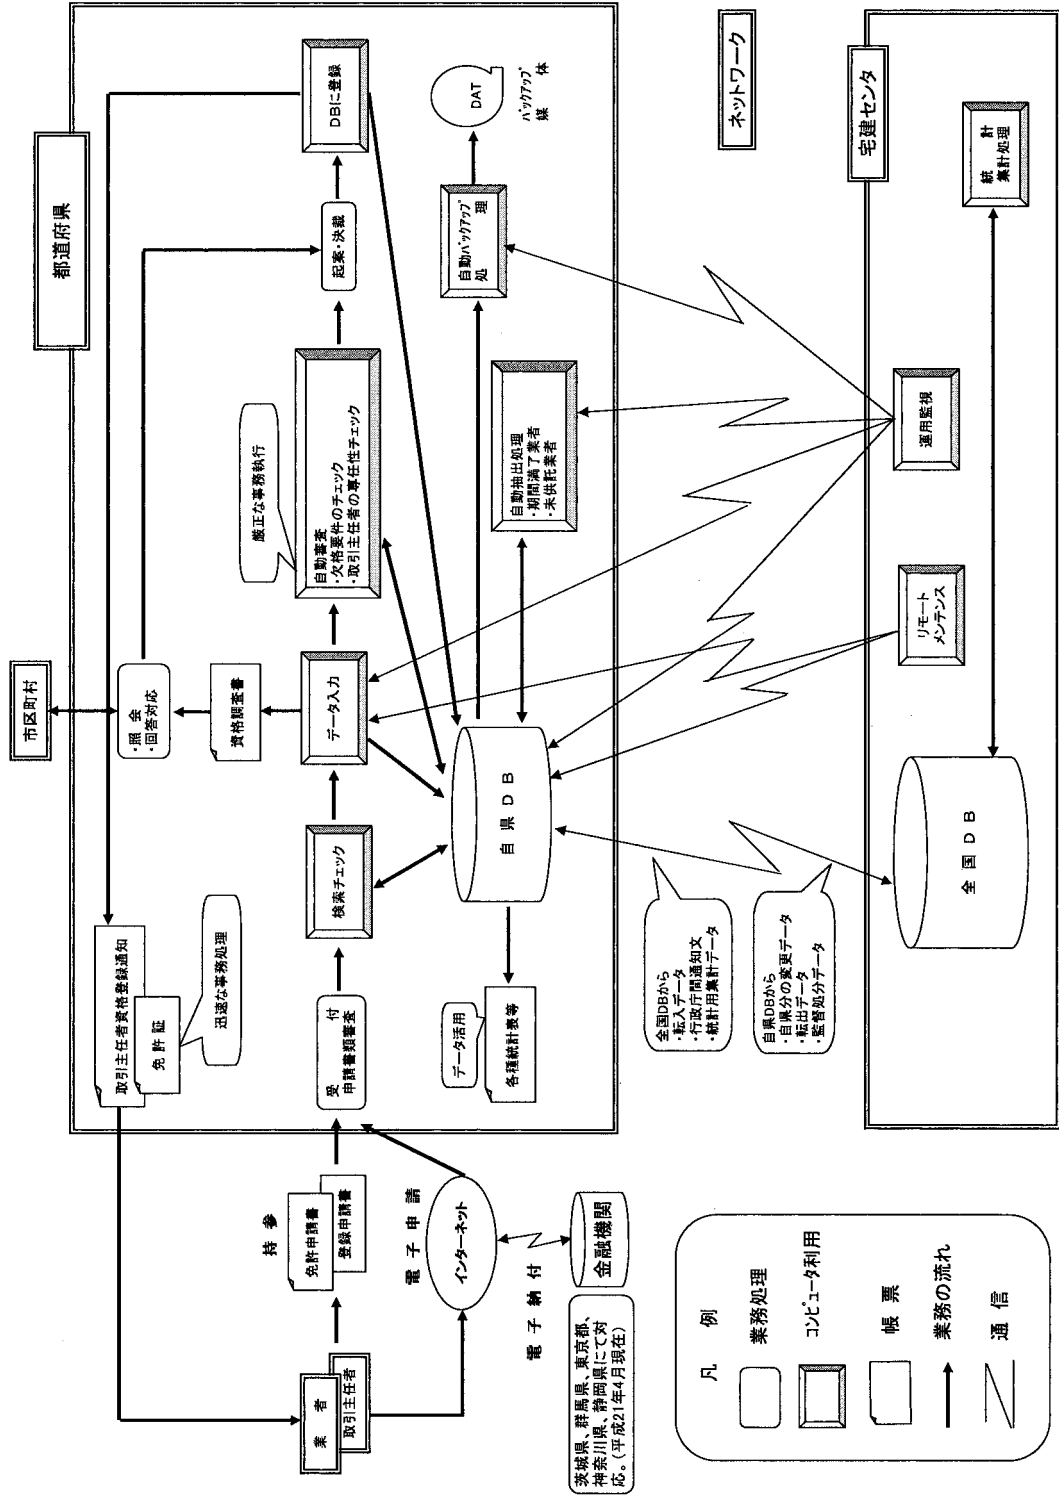 都道府県
市区町村
・照　会
・回答対応
資格調査書
取引主任者資格登録通知
免 許 証
迅速な事務処理
厳正な事務執行
持　参
免許申請書
登録申請書
業　者
取引主任者
受　　　付
申請書類審査
検索チェック
データ入力
自動審査
・欠格要件のチェック
・取引主任者の専任性チェック
起案・決裁
DBに登録
電 子 申 請
インターネット
電 子 納 付
金融機関
茨城県、群馬県、東京都、
神奈川県、静岡県にて対
応。（平成21年4月現在）
データ活用
各種統計表等
自 県 D B
自動抽出処理
・期間満了業者
・未供託業者
自動バックアップ
処　　　　理
DAT
バックアップ
媒　　　体
全国DBから
・転入データ
・行政庁間通知文
・統計用集計データ
自県DBから
・自県分の変更データ
・転出データ
・監督処分データ
ネットワーク
宅建センタ
全 国 D B
リモート
メンテンス
運用監視
統　　　計
集計処理
凡　　例
業務処理
コンピュータ利用
帳　票
業務の流れ
通　信